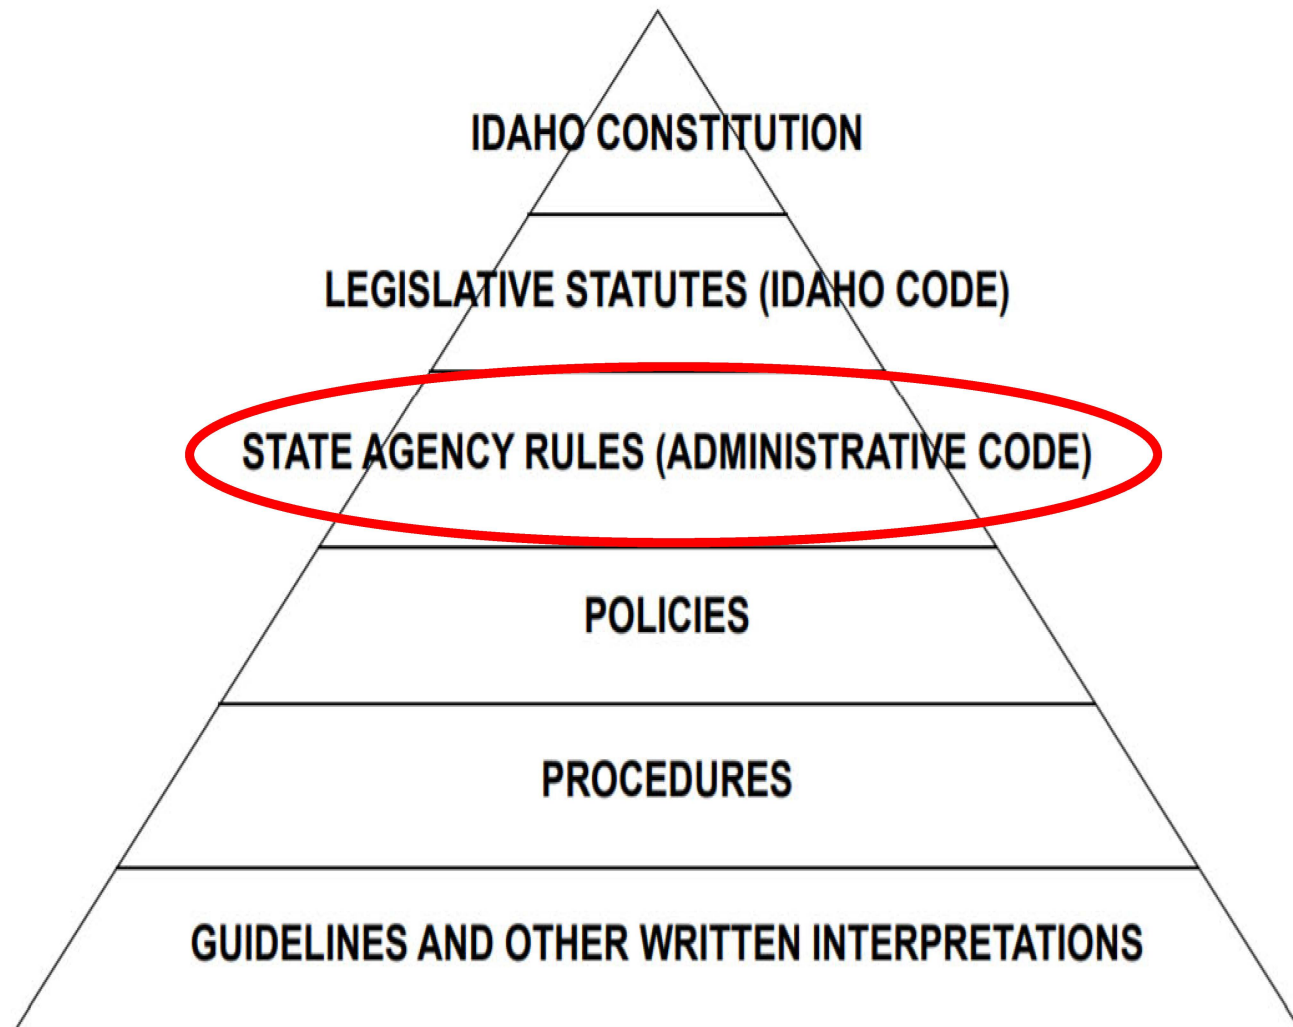 IDAHO CONSTITUTION
LEGISLATIVE STATUTES (IDAHO CODE)
STATE AGENCY RULES (ADMINISTRATIVE CODE)
POLICIES
PROCEDURES
GUIDELINES AND OTHER WRITTEN INTERPRETATIONS